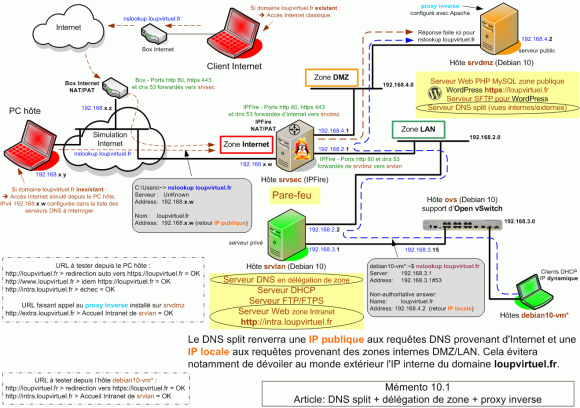 proxy inverse
configuré avec Apache
Si domaine loupvirtuel.fr existant :
➔ Accès Internet classique.
nslookup loupvirtuel.fr
Internet
Box Internet
Client Internet
Réponse faite ici pour
nslookup loupvirtuel.fr
192.168.4.2
serveur public
Hôte srvdmz (Debian 10)
Zone DMZ
192.168.4.0
Serveur Web PHP MySQL zone publique
WordPress https://loupvirtuel.fr
Serveur SFTP pour WordPress
Serveur DNS split (vues internes/externes)
Box Internet
NAT/PAT
Box - Ports http 80, https 443
et dns 53 forwardés vers srvsec
192.168.x.z
PC hôte
Simulation
Internet
nslookup loupvirtuel.fr
192.168.x.y
IPFire - Ports http 80, https 443 et
dns 53 forwardés d'Internet vers srvdmz
IPFire
NAT/PAT
Zone Internet
192.168.x.w
192.168.4.1
192.168.2.1
Zone LAN
192.168.2.0
IPFire - Ports http 80 et dns 53
forwardés de srvdmz vers srvlan
Hôte srvsec (IPFire)
Pare-feu
Si domaine loupvirtuel.fr inexistant :
➔ Accès Internet simulé depuis le PC hôte.
IPv4 192.168.x.w configurée dans la liste des
serveurs DNS à interroger
C:\Users\~> nslookup loupvirtuel.fr
Serveur : UnKnown
Address: 192.168.x.w
Nom : loupvirtuel.fr
Address: 192.168.x.w (retour IP publique)
Hôte ovs (Debian 10)
support d'Open vSwitch
192.168.3.0
192.168.2.2
192.168.3.1
192.168.3.15
serveur privé
Hôte srvlan (Debian 10)
Serveur DNS en délégation de zone
Serveur DHCP
Serveur FTP/FTPS
Serveur Web zone Intranet
http://intra.loupvirtuel.fr
debian10-vm*:~$ nslookup loupvirtuel.fr
Server: 192.168.3.1
Address: 192.168.3.1#53
Non-authoritative answer:
Name: loupvirtuel.fr
Address: 192.168.4.2 (retour IP locale)
Clients DHCP
IP dynamique
Hôtes debian10-vm*
URL à tester depuis le PC hôte :
http://loupvirtuel.fr > redirection auto vers https://loupvirtuel.fr = OK
http://www.loupvirtuel.fr > idem https://loupvirtuel.fr = OK
http://intra.loupvirtuel.fr > échec = OK
URL faisant appel au proxy inverse installé sur srvdmz
http://extra.loupvirtuel.fr > Accueil Intranet de srvlan = OK
Le DNS split renverra une IP publique aux requêtes DNS provenant d'Internet et une
IP locale aux requêtes provenant des zones internes DMZ/LAN. Cela évitera
notamment de dévoiler au monde extérieur l'IP interne du domaine loupvirtuel.fr.
URL à tester depuis l'hôte debian10-vm* :
http://loupvirtuel.fr > redirection vers https://loupvirtuel.fr = OK
http://intra.loupvirtuel.fr > Accueil Intranet de srvlan = OK
Mémento 10.1
Article: DNS split + délégation de zone + proxy inverse